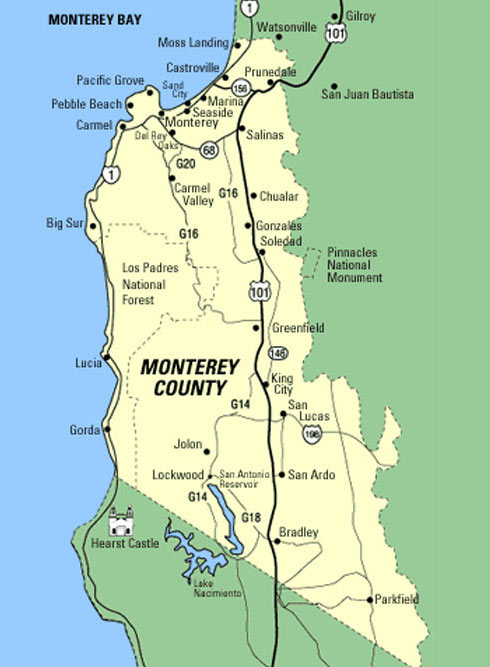 MONTEREY BAY
1
Gilroy
Watsonville
101
Moss Landing
Castroville
Prunedale
Pacific Grove
Sand
City
156
San Juan Bautista
Pebble Beach
Marina
Seaside
Monterey
Carmel
Del Rey
Oaks
Salinas
68
G20
1
Carmel
Valley
G16
Chualar
Big Sur
G16
Gonzales
Soledad
Los Padres
National
Forest
Pinnacles
National
Monument
101
Greenfield
146
Lucia
MONTEREY
COUNTY
King
City
G14
San
Lucas
Gorda
198
Jolon
Lockwood
San Antonio
Reservoir
San Ardo
G14
G18
Hearst Castle
Bradley
Lake
Nacimiento
Parkfield